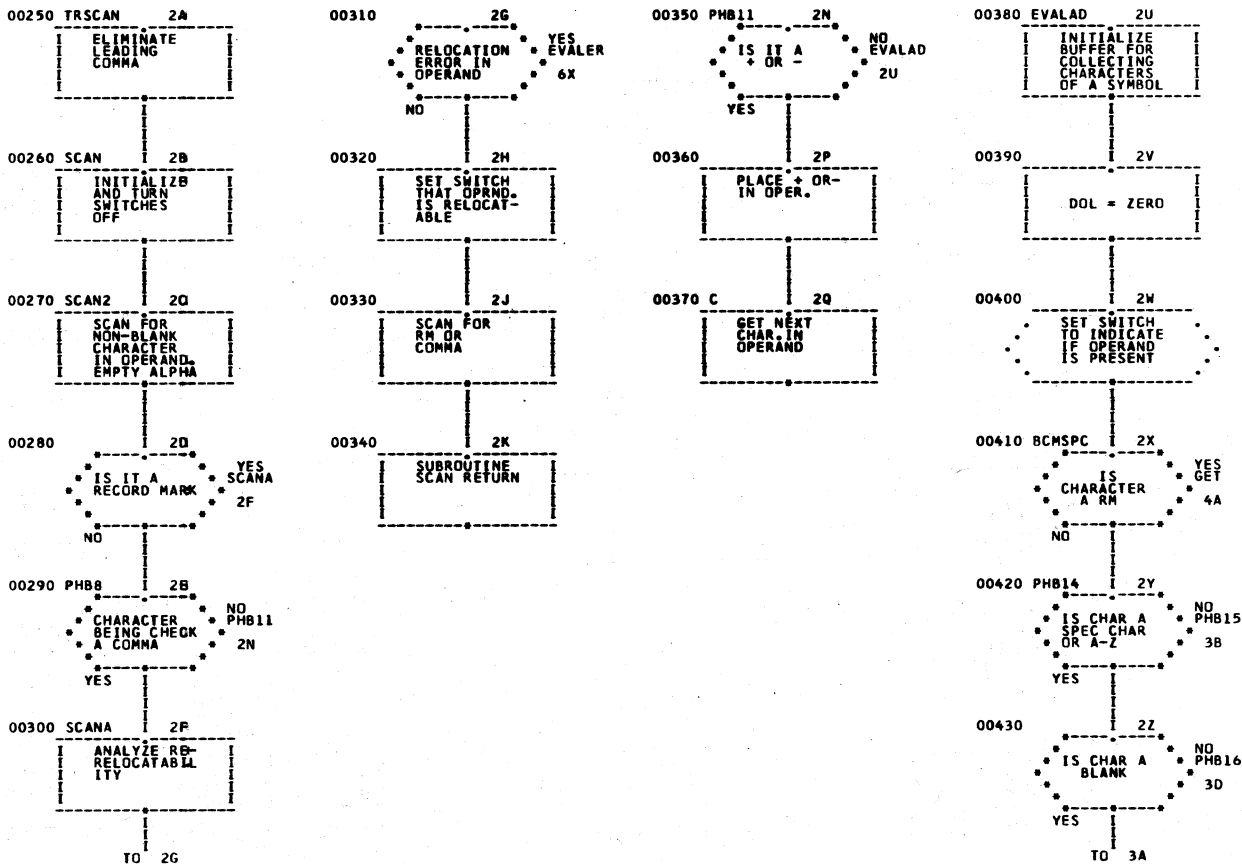 00250 TRSCAN 2A
ELIMINATE
LEADING
COMMA
00260 SCAN 2B
INITIALIZE
AND TURN
SWITCHES
OFF
00270 SCAN2 2C
SCAN FOR
NON-BLANK
CHARACTER
IN OPERAND.
EMPTY ALPHA
00280 2D
IS IT A
RECORD MARK
YES
SCANA
2F
NO
00290 PHB8 2E
CHARACTER
BEING CHECK
A COMMA
NO
PHB11
2N
YES
00300 SCANA 2F
ANALYZE RE-
RELOCATABIL
ITY
TO 2G
00310 2G
RELOCATION
ERROR IN
OPERAND
YES
EVALER
6X
NO
00320 2H
SET SWITCH
THAT OPRND.
IS RELOCAT-
ABLE
00330 2J
SCAN FOR
RM OR
COMMA
00340 2K
SUBROUTINE
SCAN RETURN
00350 PHB11 2N
IS IT A
+ OR -
NO
EVALAD
2U
YES
00360 2P
PLACE + OR-
IN OPER.
00370 C 2Q
GET NEXT
CHAR.IN
OPERAND
00380 EVALAD 2U
INITIALIZE
BUFFER FOR
COLLECTING
CHARACTERS
OF A SYMBOL
00390 2V
DOL = ZERO
00400 2W
SET SWITCH
TO INDICATE
IF OPERAND
IS PRESENT
00410 BCMSPC 2X
IS
CHARACTER
A RM
YES
GET
4A
NO
00420 PHB14 2Y
IS CHAR A
SPEC CHAR
OR A-Z
NO
PHB15
3B
YES
00430 2Z
IS CHAR A
BLANK
NO
PHB16
3D
YES
TO 3A